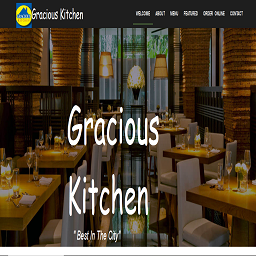 Gracious Kitchen
WELCOME ABOUT MENU FEATURED ORDER ONLINE CONTACT
Gracious
Kitchen
"Best In The City"